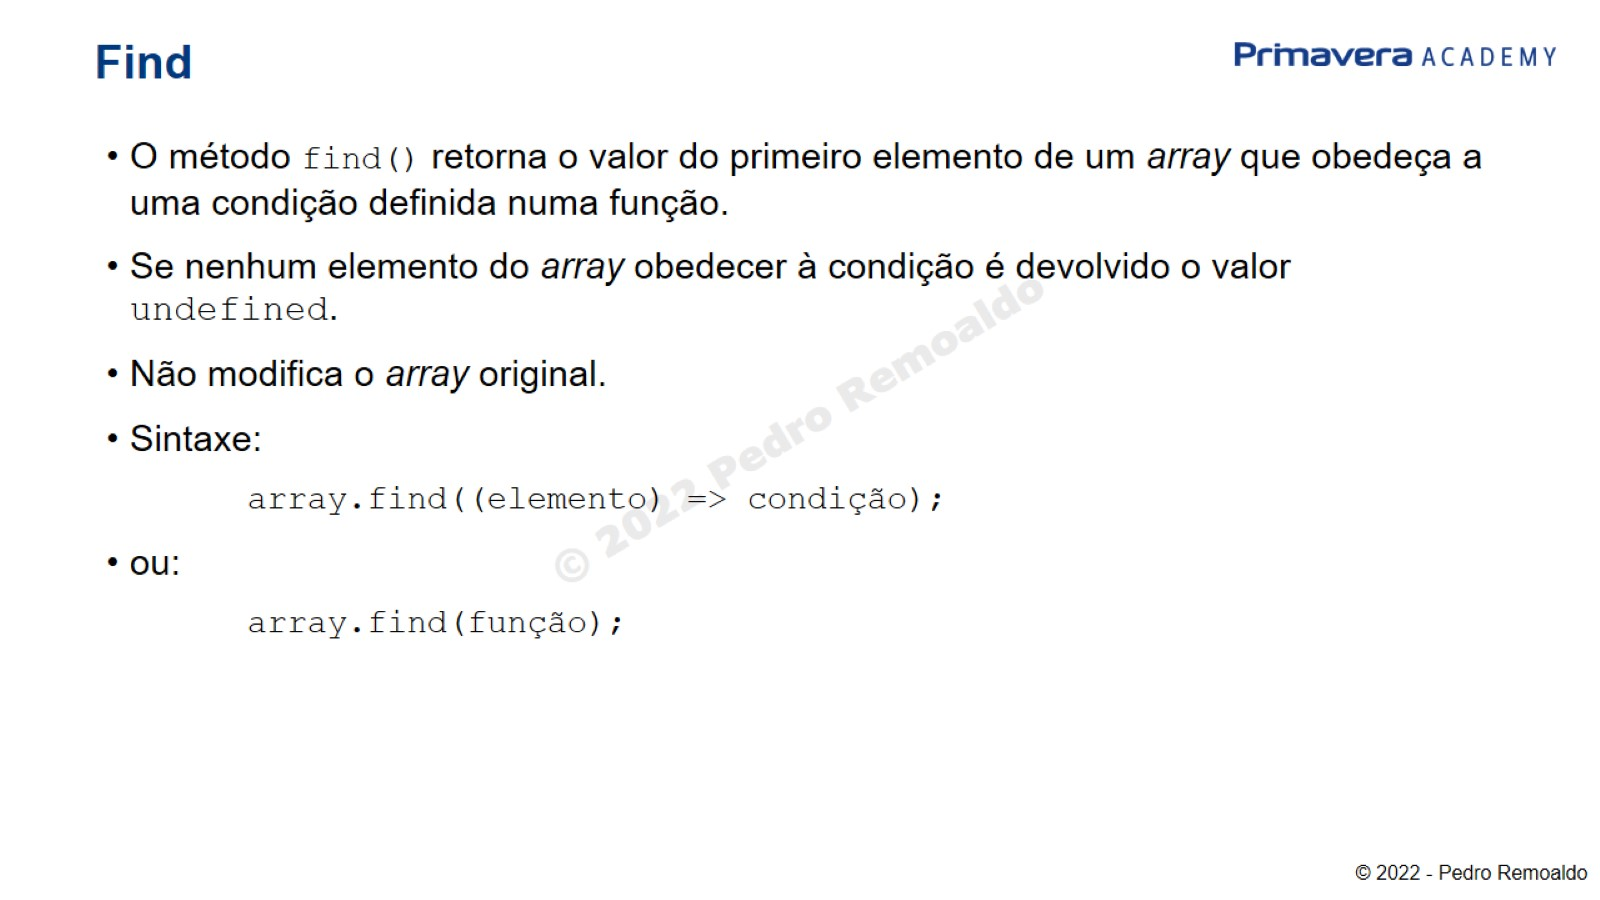 Find
Primavera ACADEMY
• O método find() retorna o valor do primeiro elemento de um array que obedeça a
uma condição definida numa função.
• Se nenhum elemento do array obedecer à condição é devolvido o valor
undefined.
• Não modifica o array original.
• Sintaxe:
array.find((elemento) => condição);
• ou:
array.find(função);
© 2022 Pedro Remoaldo
© 2022 - Pedro Remoaldo